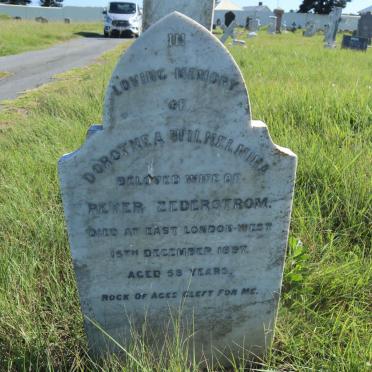 IN
LOVING MEMORY
OF
DOROTHEA WILHELMINA
BELOVED WIFE OF
PETER ZEDERSTROM.
DIED AT EAST LONDON WEST
15TH DECEMBER 1897.
AGED 58 YEARS.
ROCK OF AGES CLEFT FOR ME.